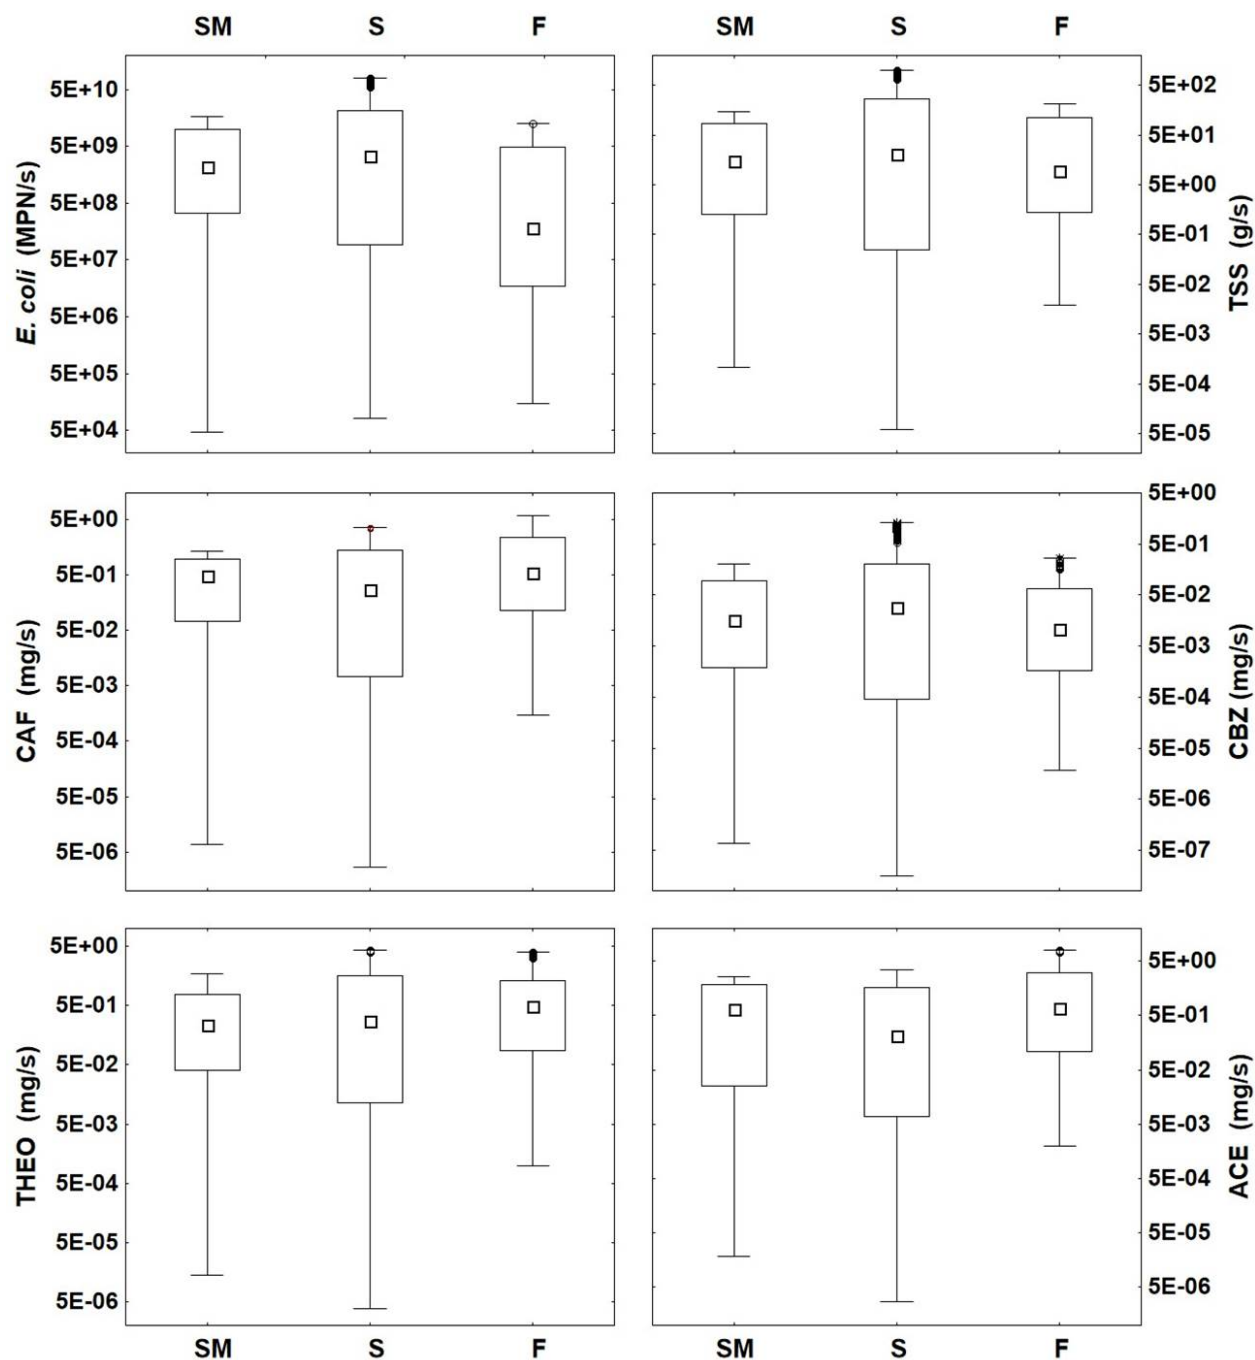 SM S F SM S F
E. coli (MPN/s)
5E+10
5E+09
5E+08
5E+07
5E+06
5E+05
5E+04
5E+02
5E+01
5E+00
5E-01
5E-02
5E-03
5E-04
5E-05
TSS (g/s)
CAF (mg/s)
5E+00
5E-01
5E-02
5E-03
5E-04
5E-05
5E-06
5E+00
5E-01
5E-02
5E-03
5E-04
5E-05
5E-06
5E-07
CBZ (mg/s)
THEO (mg/s)
5E+00
5E-01
5E-02
5E-03
5E-04
5E-05
5E-06
5E+00
5E-01
5E-02
5E-03
5E-04
5E-05
5E-06
ACE (mg/s)
SM S F SM S F